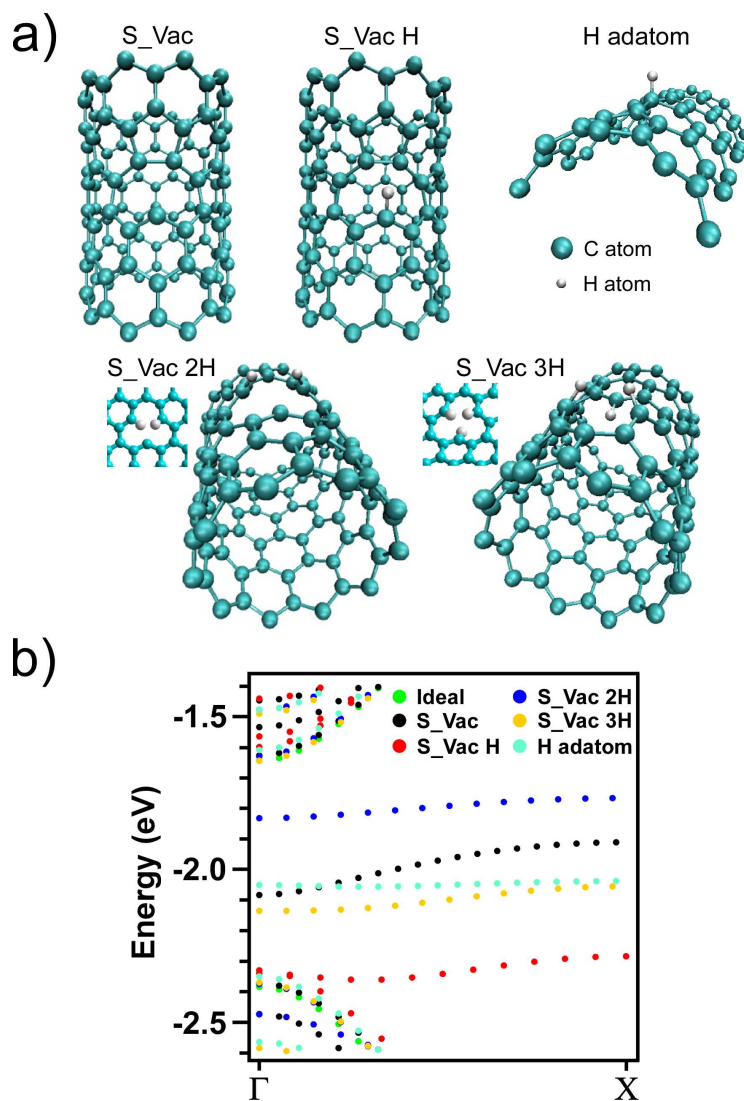 a)
S_Vac
S_Vac H
H adatom
C atom
H atom
S_Vac 2H
S_Vac 3H
b)
Ideal
S_Vac
S_Vac H
S_Vac 2H
S_Vac 3H
H adatom
Energy (eV)
-1.5
-2.0
-2.5
Γ
X